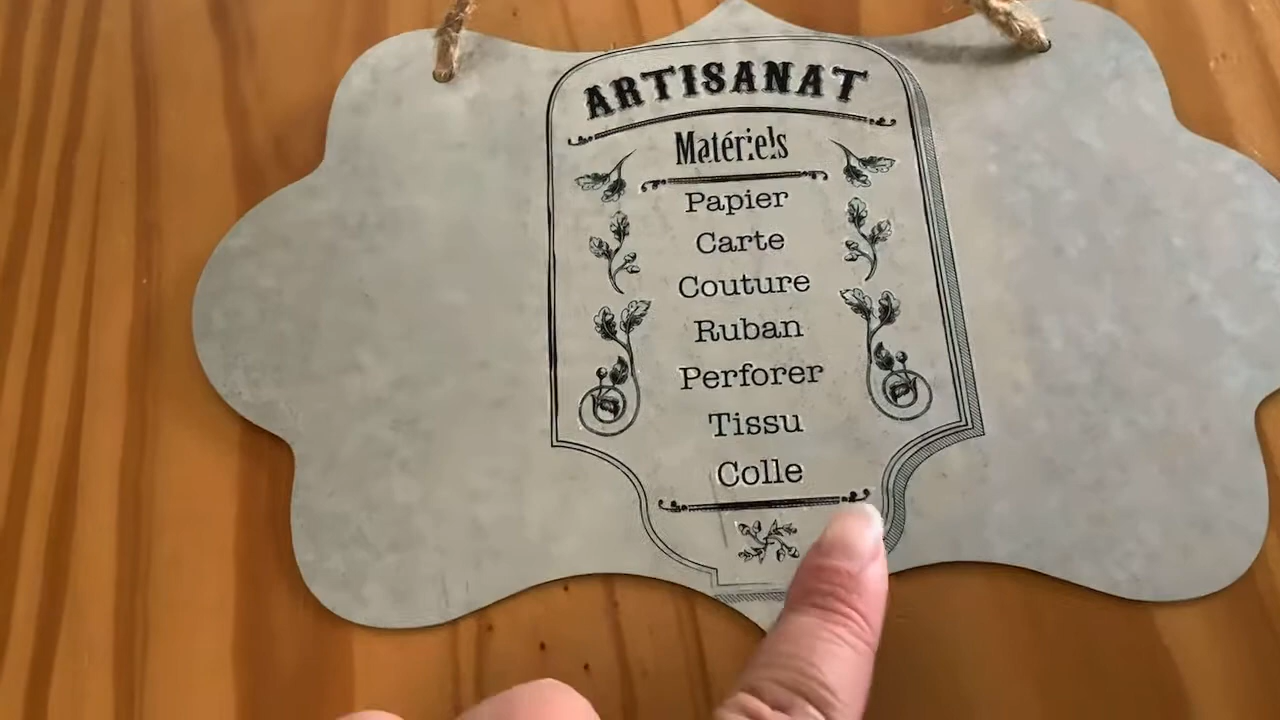 ARTISANAT
Matériels
Papier
Carte
Couture
Ruban
Perforer
Tissu
Colle